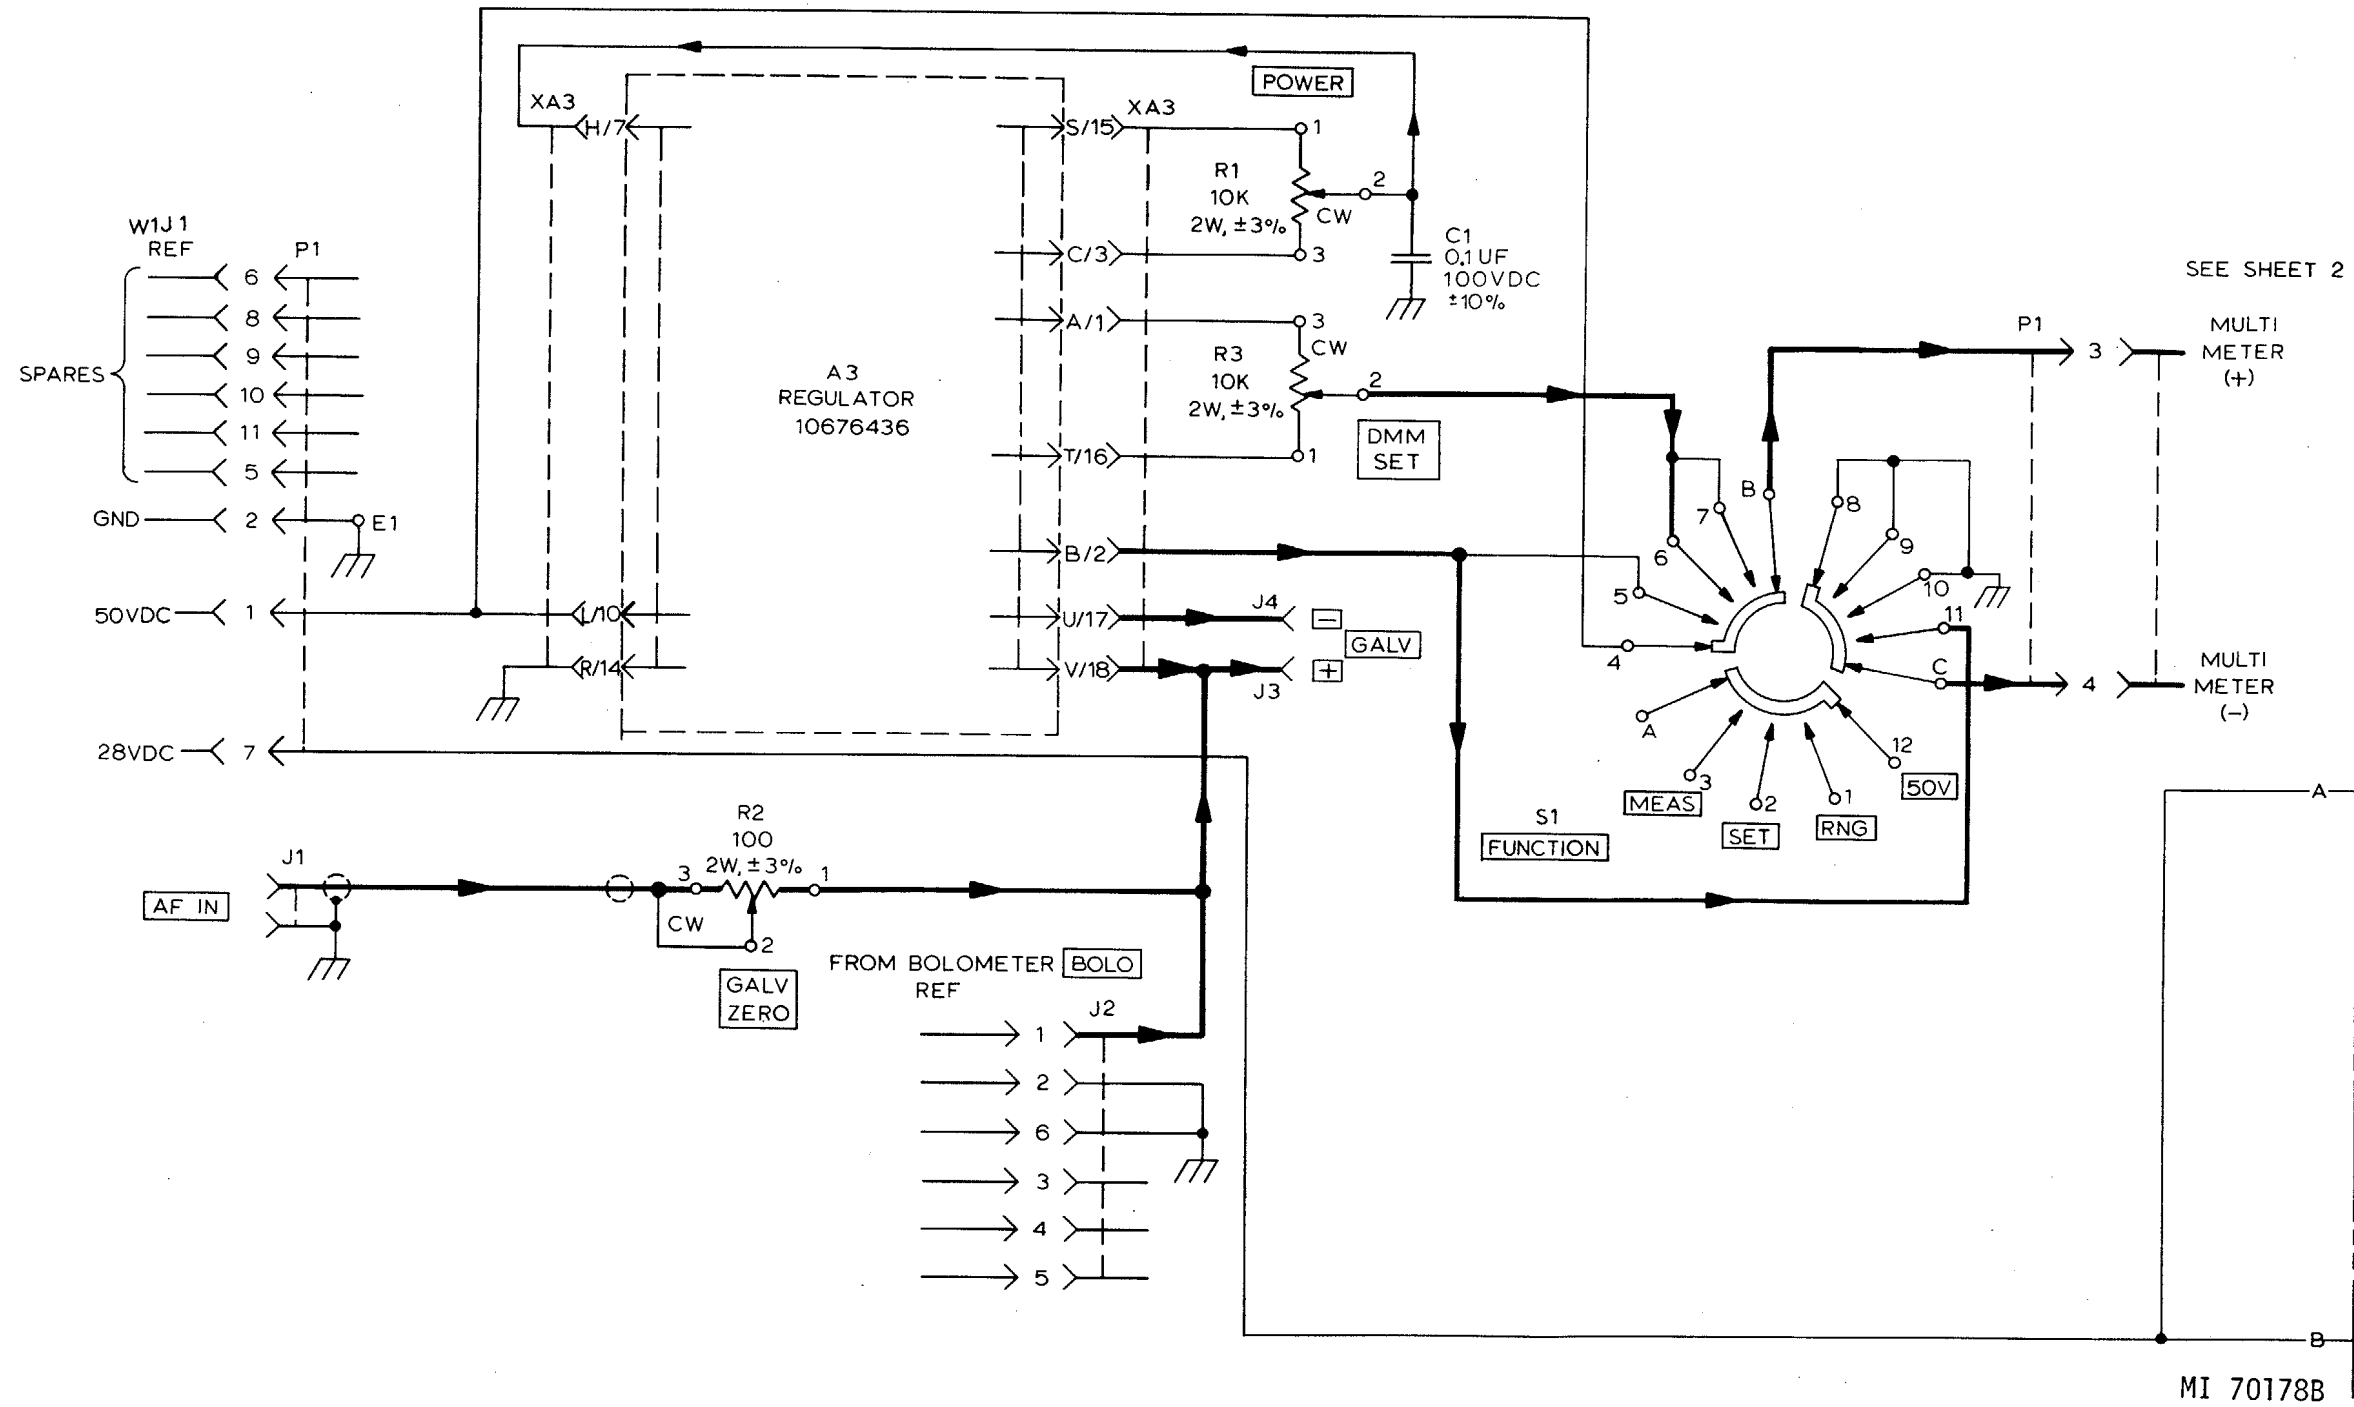 POWER
XA3
H/7
S/15
XA3
1
R1
10K
2W, ±3%
2
CW
C/3
3
C1
0.1UF
100VDC
±10%
W1J1
REF
P1
6
8
9
10
11
5
SPARES
GND
2
E1
50VDC
1
28VDC
7
A3
REGULATOR
10676436
L/10
R/14
A/1
3
CW
R3
10K
2W, ±3%
2
T/16
1
DMM
SET
B/2
U/17
J4
−
GALV
V/18
J3
+
SEE SHEET 2
P1
3
MULTI
METER
(+)
4
MULTI
METER
(-)
B
7
6
5
4
8
9
10
11
C
A
3
MEAS
2
SET
1
RNG
12
50V
S1
FUNCTION
J1
AF IN
R2
100
2W, ±3%
3
1
CW
2
GALV
ZERO
FROM BOLOMETER BOLO
REF
J2
1
2
6
3
4
5
A
B
MI 70178B